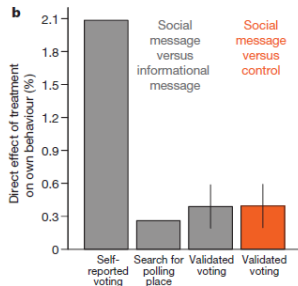 b
Direct effect of treatment
on own behaviour (%)
2.1
1.8
1.5
1.2
0.9
0.6
0.3
0
Social
message
versus
informational
message
Social
message
versus
control
Self-
reported
voting
Search for
polling
place
Validated
voting
Validated
voting